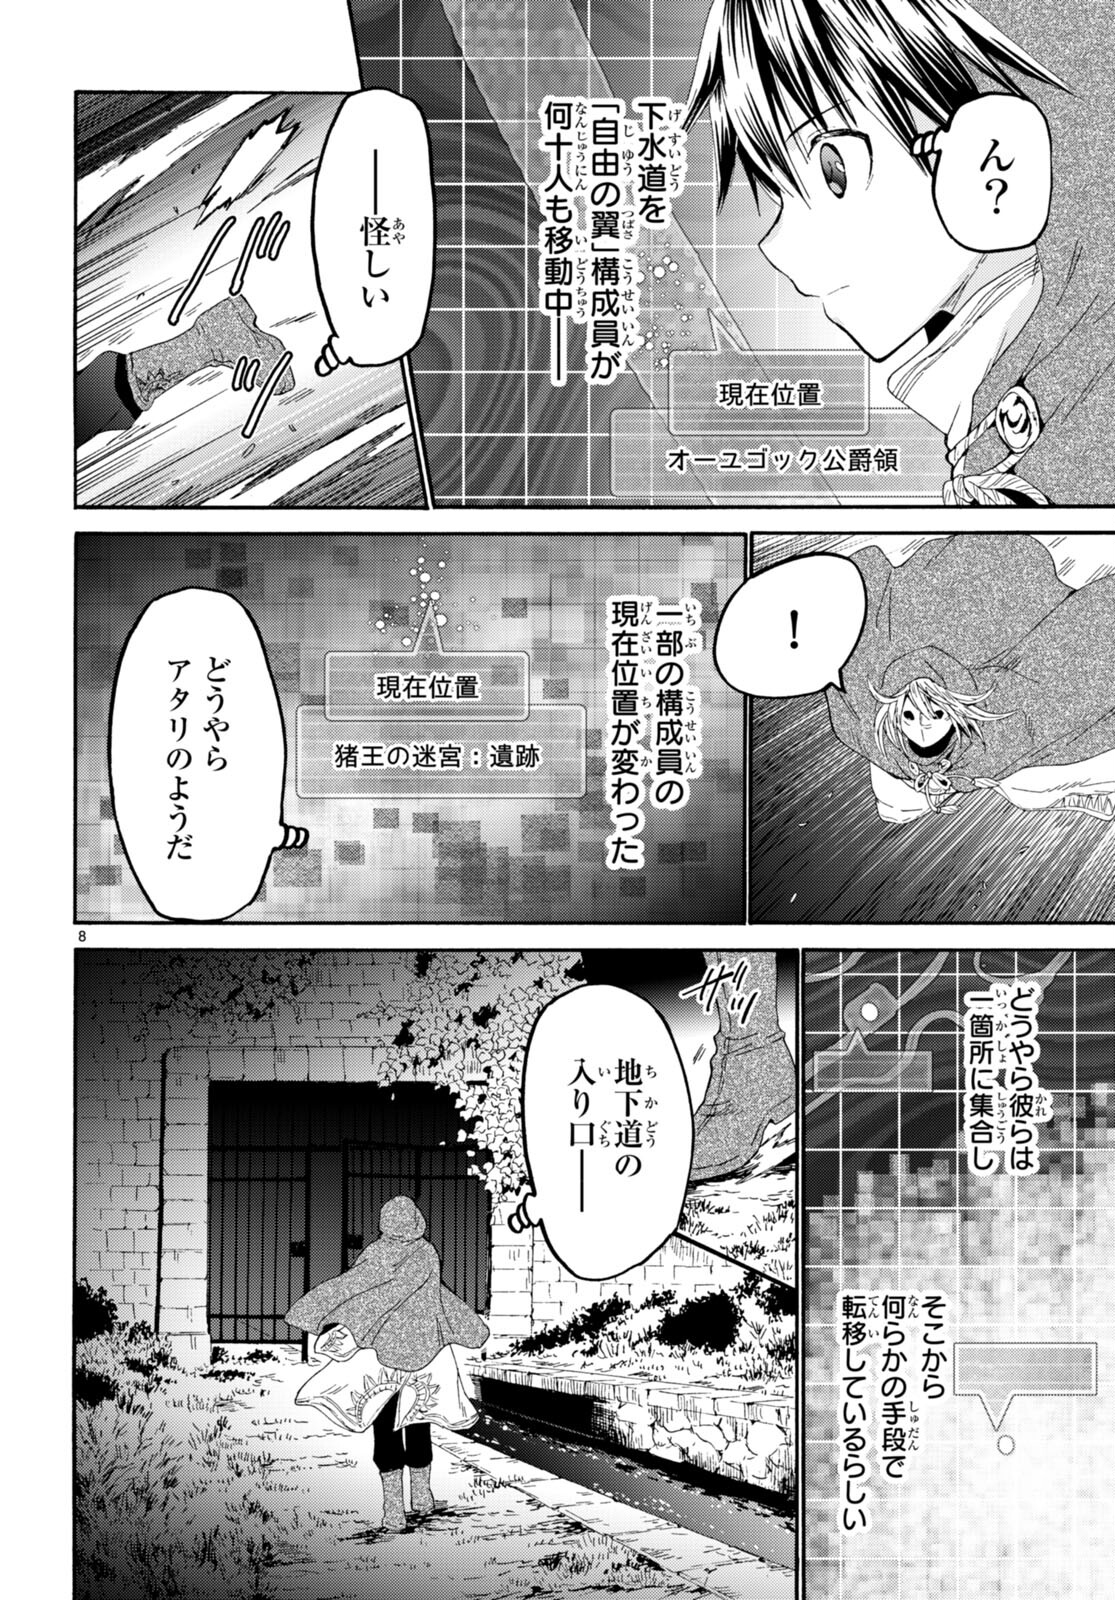 ん?
下水道を
「自由の翼」構成員が
何十人も移動中――
現在位置
オーユゴック公爵領
――怪しい
!
一部の構成員の
現在位置が変わった
現在位置
猪王の迷宮:遺跡
どうやら
アタリのようだ
8
どうやら彼らは
一箇所に集合し
そこから
何らかの手段で
転移しているらしい
ザッ
地下道の
入り口――